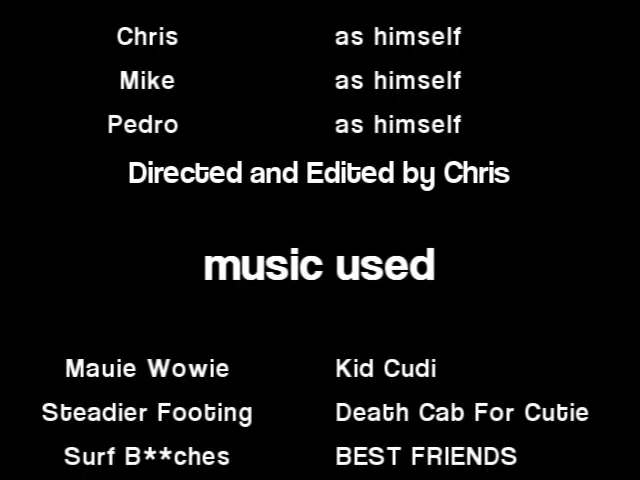 Chris as himself
Mike as himself
Pedro as himself
Directed and Edited by Chris
music used
Mauie Wowie Kid Cudi
Steadier Footing Death Cab For Cutie
Surf B**ches BEST FRIENDS